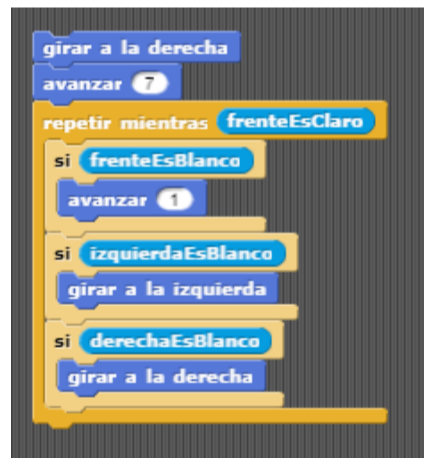 girar a la derecha
avanzar 7
repetir mientras frenteEsClaro
si frenteEsBlanco
avanzar 1
si izquierdaEsBlanco
girar a la izquierda
si derechaEsBlanco
girar a la derecha